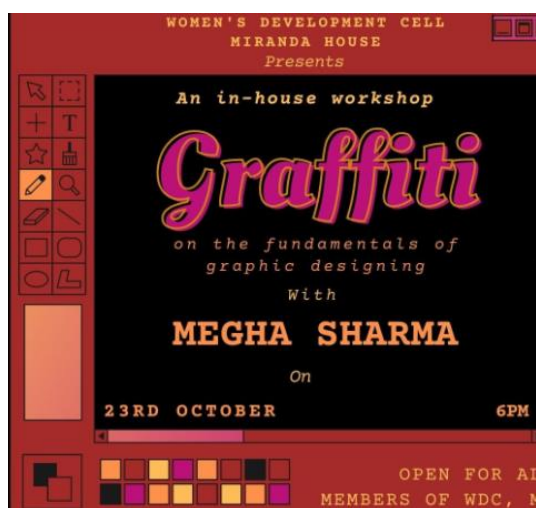 WOMEN'S DEVELOPMENT CELL
MIRANDA HOUSE
Presents
T
An in-house workshop
Graffiti
on the fundamentals of
graphic designing
With
MEGHA SHARMA
On
23RD OCTOBER 6PM
OPEN FOR
MEMBERS OF WDC,